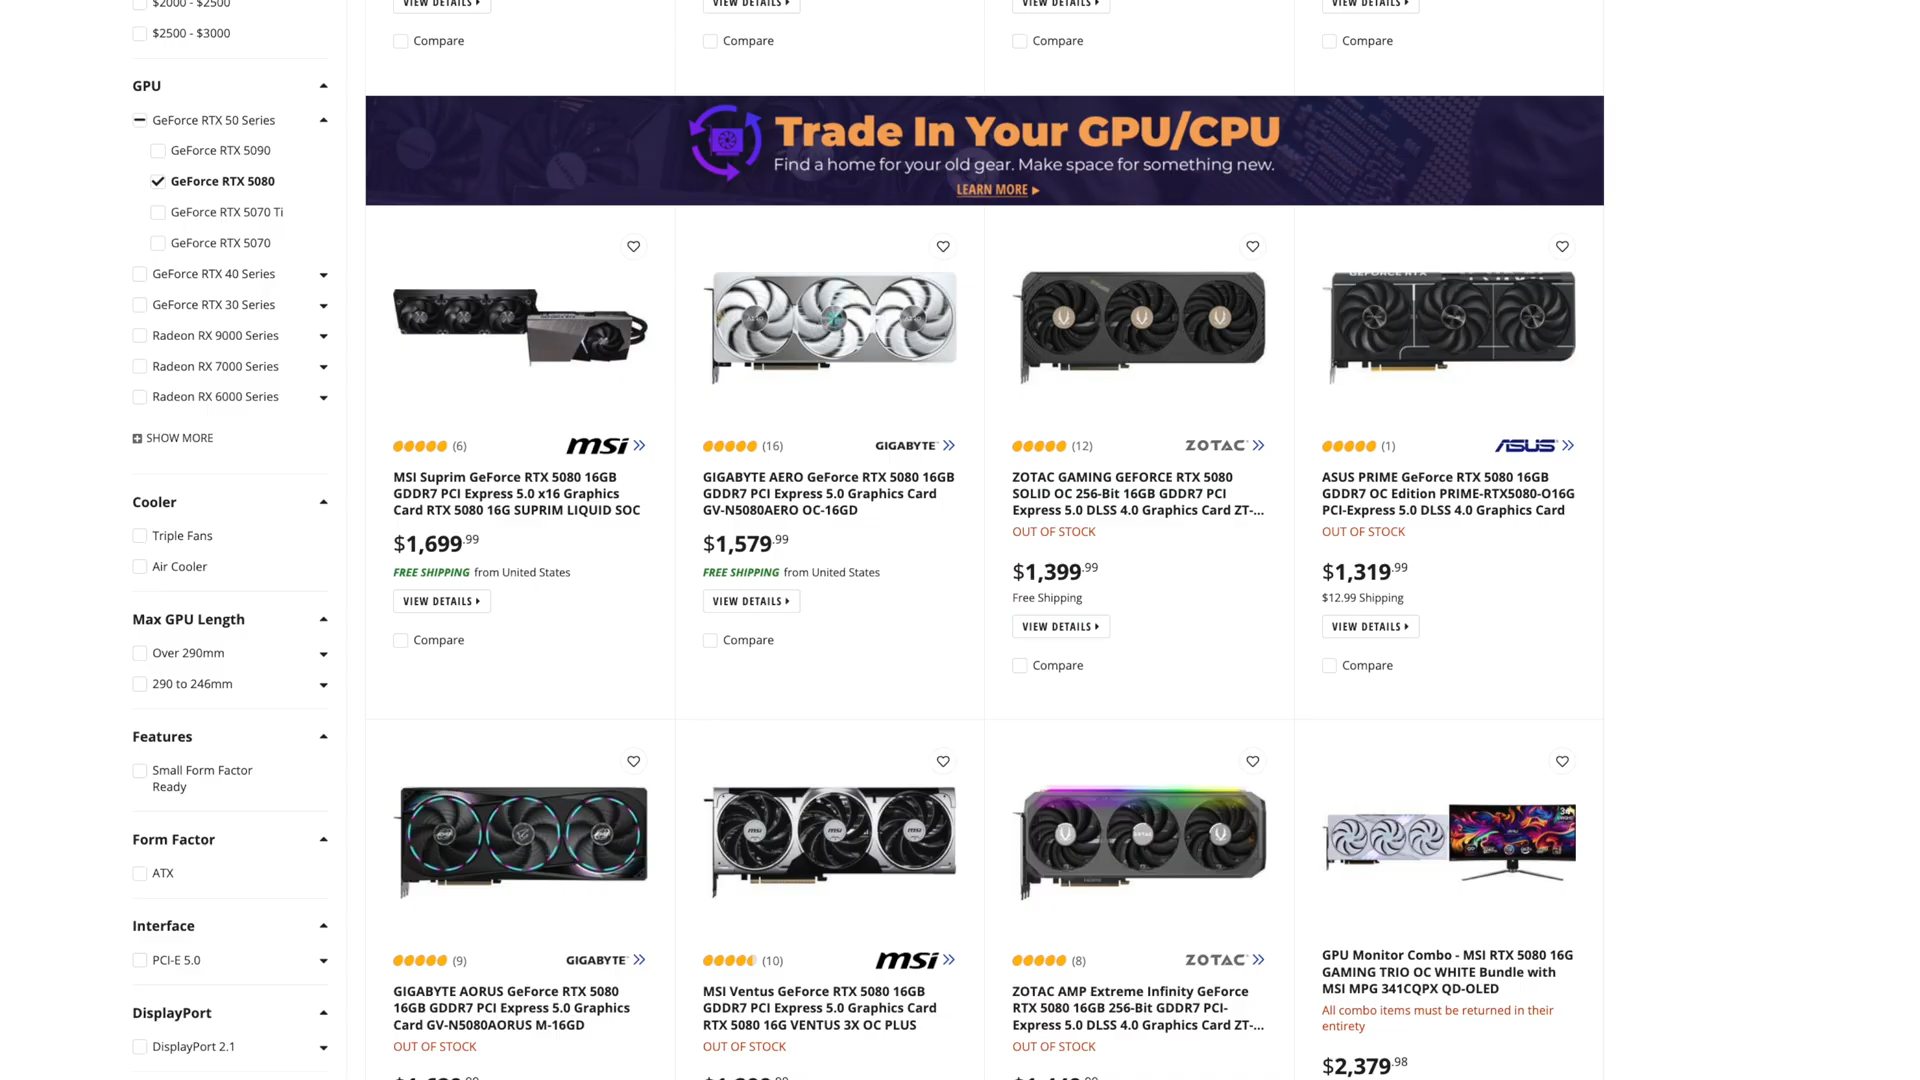 $2000 - $2500
$2500 - $3000
GPU
GeForce RTX 50 Series
GeForce RTX 5090
GeForce RTX 5080
GeForce RTX 5070 Ti
GeForce RTX 5070
GeForce RTX 40 Series
GeForce RTX 30 Series
Radeon RX 9000 Series
Radeon RX 7000 Series
Radeon RX 6000 Series
SHOW MORE
Cooler
Triple Fans
Air Cooler
Max GPU Length
Over 290mm
290 to 246mm
Features
Small Form Factor
Ready
Form Factor
ATX
Interface
PCI-E 5.0
DisplayPort
DisplayPort 2.1
VIEW DETAILS
Compare
VIEW DETAILS
Compare
VIEW DETAILS
Compare
VIEW DETAILS
Compare
Trade In Your GPU/CPU
Find a home for your old gear. Make space for something new.
LEARN MORE
(6)
msi
MSI Suprim GeForce RTX 5080 16GB
GDDR7 PCI Express 5.0 x16 Graphics
Card RTX 5080 16G SUPRIM LIQUID SOC
$1,699.99
FREE SHIPPING from United States
VIEW DETAILS
Compare
(16)
GIGABYTE
GIGABYTE AERO GeForce RTX 5080 16GB
GDDR7 PCI Express 5.0 Graphics Card
GV-N5080AERO OC-16GD
$1,579.99
FREE SHIPPING from United States
VIEW DETAILS
Compare
(12)
ZOTAC
ZOTAC GAMING GEFORCE RTX 5080
SOLID OC 256-Bit 16GB GDDR7 PCI
Express 5.0 DLSS 4.0 Graphics Card ZT-...
OUT OF STOCK
$1,399.99
Free Shipping
VIEW DETAILS
Compare
GEFORCE RTX
(1)
ASUS
ASUS PRIME GeForce RTX 5080 16GB
GDDR7 OC Edition PRIME-RTX5080-O16G
PCI-Express 5.0 DLSS 4.0 Graphics Card
OUT OF STOCK
$1,319.99
$12.99 Shipping
VIEW DETAILS
Compare
(9)
GIGABYTE
GIGABYTE AORUS GeForce RTX 5080
16GB GDDR7 PCI Express 5.0 Graphics
Card GV-N5080AORUS M-16GD
OUT OF STOCK
msi
msi
msi
(10)
msi
MSI Ventus GeForce RTX 5080 16GB
GDDR7 PCI Express 5.0 Graphics Card
RTX 5080 16G VENTUS 3X OC PLUS
OUT OF STOCK
ZOTAC
(8)
ZOTAC
ZOTAC AMP Extreme Infinity GeForce
RTX 5080 16GB 256-Bit GDDR7 PCI-
Express 5.0 DLSS 4.0 Graphics Card ZT-...
OUT OF STOCK
GPU Monitor Combo - MSI RTX 5080 16G
GAMING TRIO OC WHITE Bundle with
MSI MPG 341CQPX QD-OLED
All combo items must be returned in their
entirety
$2,379.98